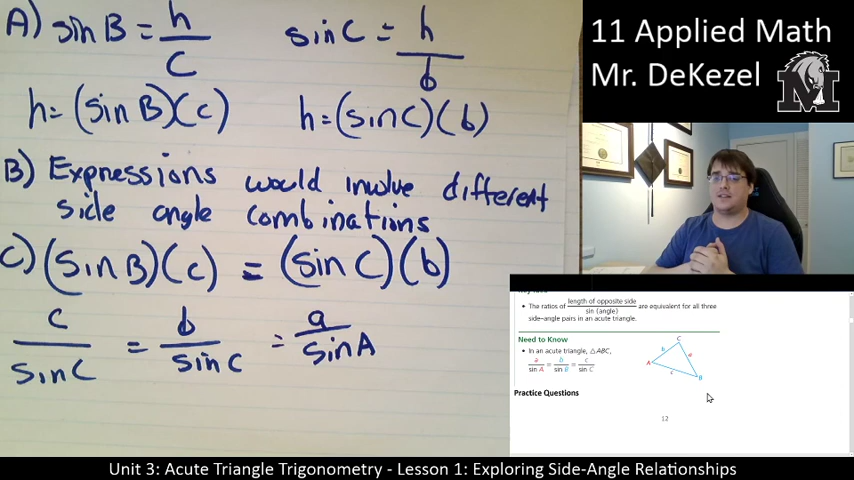 A) sin B = h/c sin C = h/b
h = (sin B)(c) h = (sin C)(b)
B) Expressions would involve different
side angle combinations
C) (sin B)(c) = (sin C)(b)
c/sin C = b/sin C = a/sin A
11 Applied Math
Mr. DeKezel
M
• The ratios of length of opposite side/sin (angle) are equivalent for all three
side-angle pairs in an acute triangle.
Need to Know
• In an acute triangle, △ABC,
a/sin A = b/sin B = c/sin C
C
b a
A
c B
Practice Questions
12
Unit 3: Acute Triangle Trigonometry - Lesson 1: Exploring Side-Angle Relationships